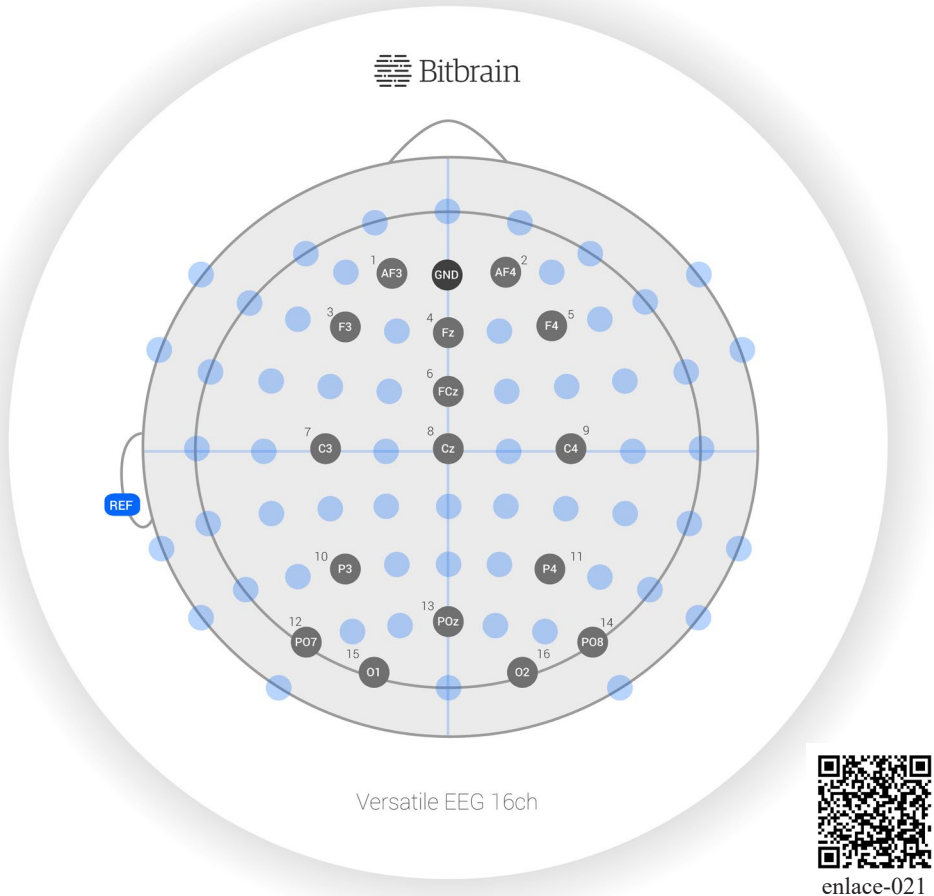 Bitbrain
1 AF3 GND AF4 2
3 F3 4 Fz F4 5
6 FCz
7 C3 8 Cz C4 9
REF
10 P3 P4 11
13 POz
12 PO7 PO8 14
15 O1 O2 16
Versatile EEG 16ch
enlace-021